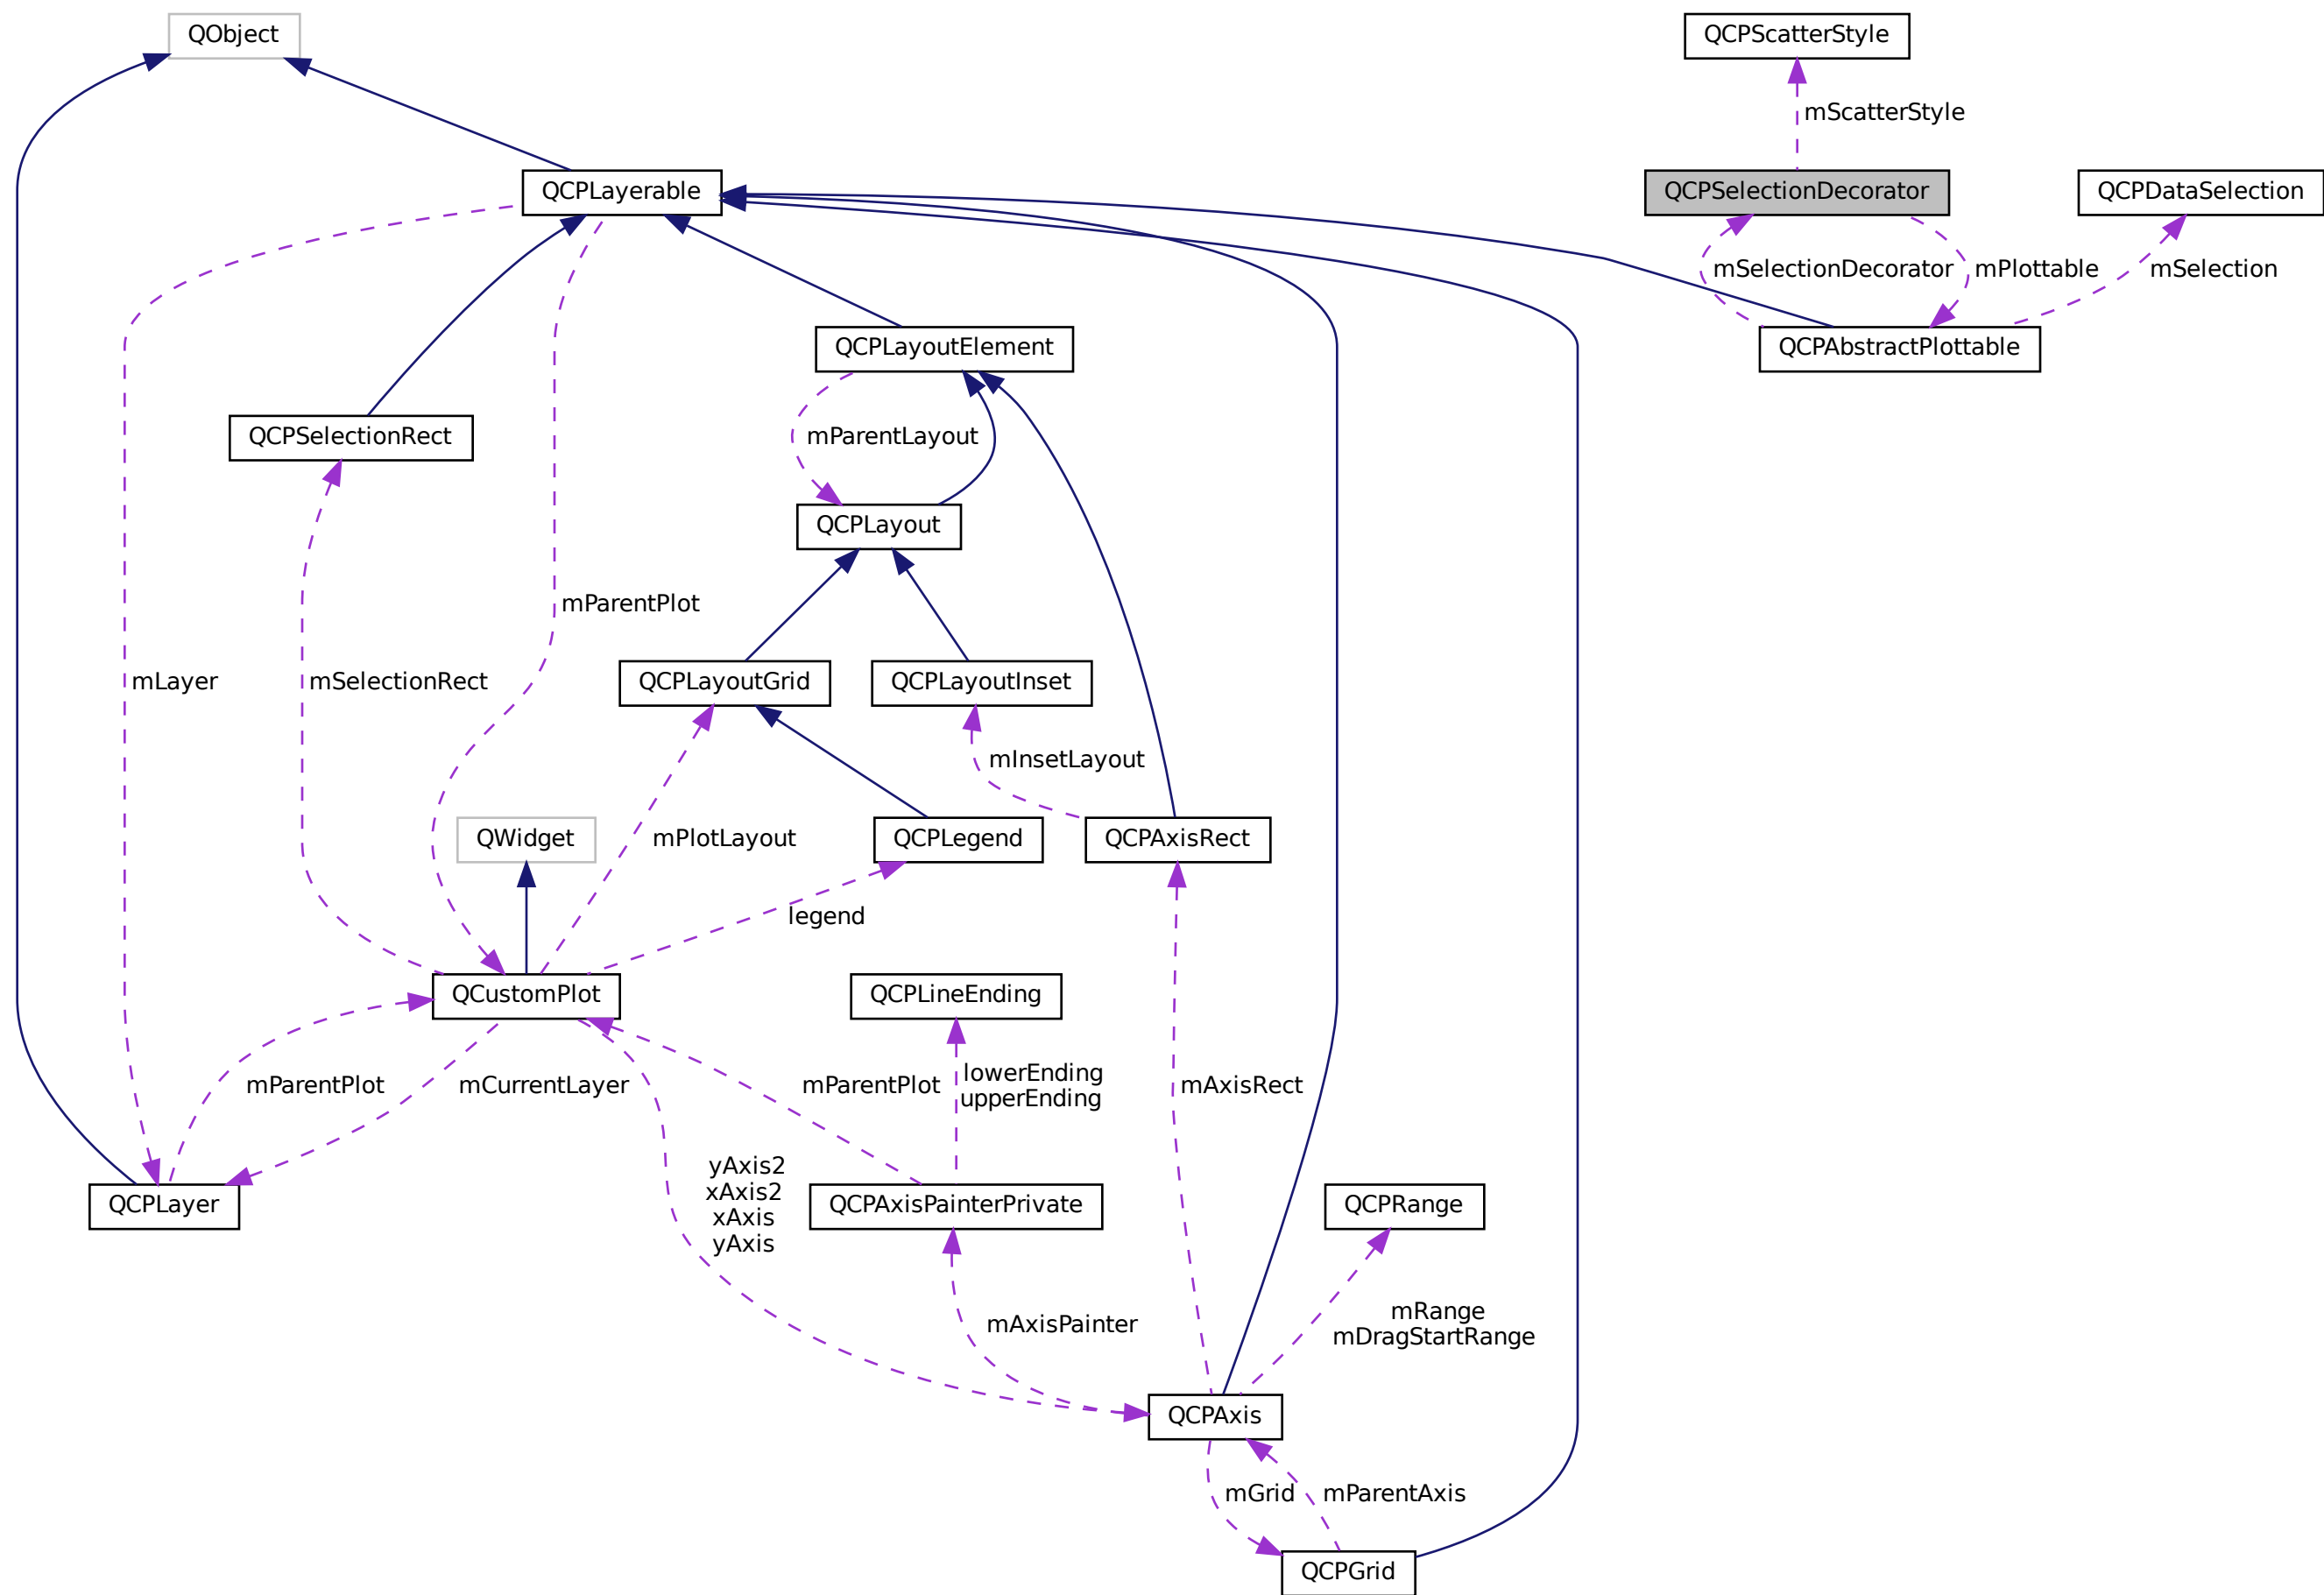 QObject
QCPScatterStyle
mScatterStyle
QCPLayerable
QCPSelectionDecorator
QCPDataSelection
mSelectionDecorator
mPlottable
mSelection
QCPLayoutElement
QCPAbstractPlottable
QCPSelectionRect
mParentLayout
QCPLayout
mParentPlot
mLayer
mSelectionRect
QCPLayoutGrid
QCPLayoutInset
mInsetLayout
QWidget
mPlotLayout
QCPLegend
QCPAxisRect
legend
QCustomPlot
QCPLineEnding
mParentPlot
mCurrentLayer
mParentPlot
lowerEnding
upperEnding
mAxisRect
yAxis2
xAxis2
xAxis
yAxis
QCPLayer
QCPAxisPainterPrivate
QCPRange
mAxisPainter
mRange
mDragStartRange
QCPAxis
mGrid
mParentAxis
QCPGrid